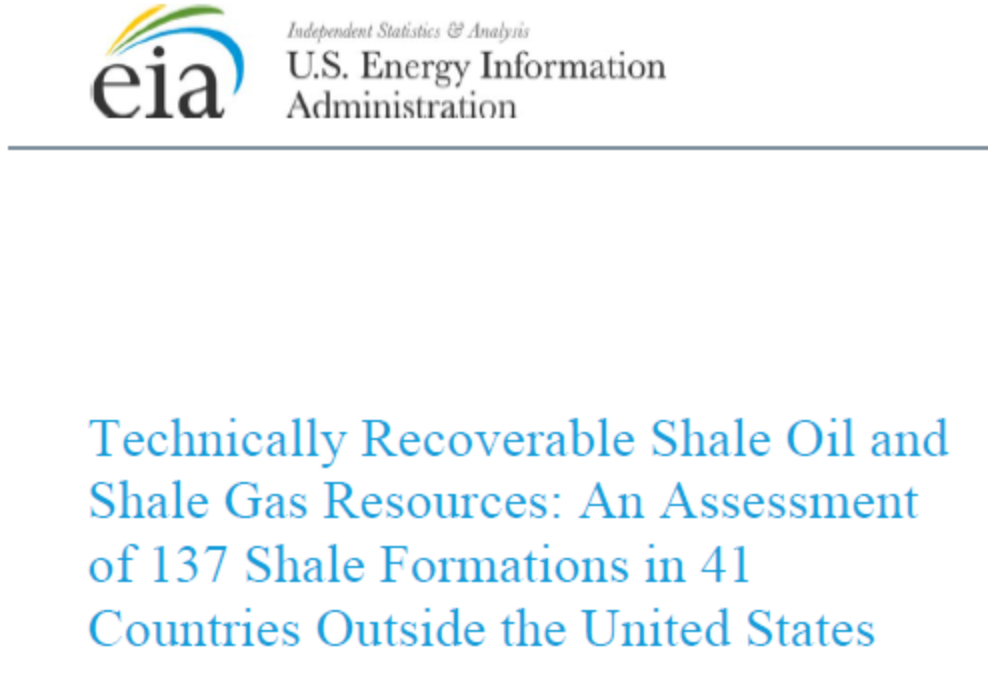 eia
Independent Statistics & Analysis
U.S. Energy Information
Administration
Technically Recoverable Shale Oil and
Shale Gas Resources: An Assessment
of 137 Shale Formations in 41
Countries Outside the United States